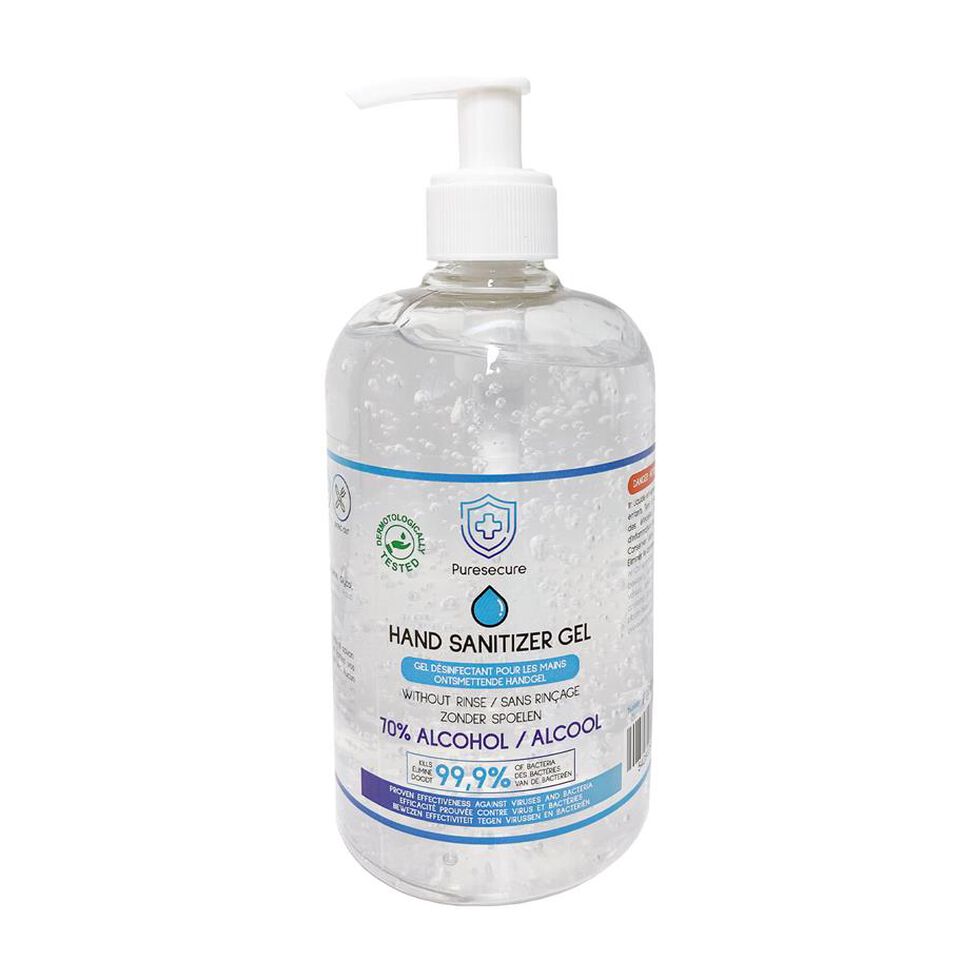 DERMOTOLOGICALLY
TESTED
Puresecure
HAND SANITIZER GEL
GEL DÉSINFECTANT POUR LES MAINS
ONTSMETTENDE HANDGEL
WITHOUT RINSE / SANS RINÇAGE
ZONDER SPOELEN
70% ALCOHOL / ALCOOL
KILLS
ÉLIMINE
DOODT
99,9%
OF BACTERIA
DES BACTÉRIES
VAN DE BACTERIËN
PROVEN EFFECTIVENESS AGAINST VIRUSES AND BACTERIA
EFFICACITÉ PROUVÉE CONTRE VIRUS ET BACTÉRIES
BEWEZEN EFFECTIVITEIT TEGEN VIRUSSEN EN BACTERIËN
DANGER